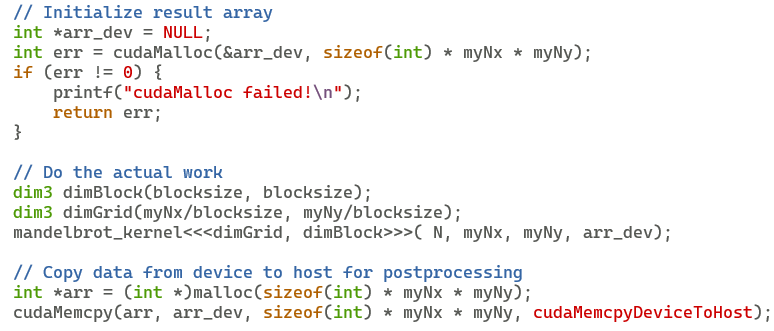 // Initialize result array
int *arr_dev = NULL;
int err = cudaMalloc(&arr_dev, sizeof(int) * myNx * myNy);
if (err != 0) {
    printf("cudaMalloc failed!\n");
    return err;
}

// Do the actual work
dim3 dimBlock(blocksize, blocksize);
dim3 dimGrid(myNx/blocksize, myNy/blocksize);
mandelbrot_kernel<<<dimGrid, dimBlock>>>( N, myNx, myNy, arr_dev);

// Copy data from device to host for postprocessing
int *arr = (int *)malloc(sizeof(int) * myNx * myNy);
cudaMemcpy(arr, arr_dev, sizeof(int) * myNx * myNy, cudaMemcpyDeviceToHost);